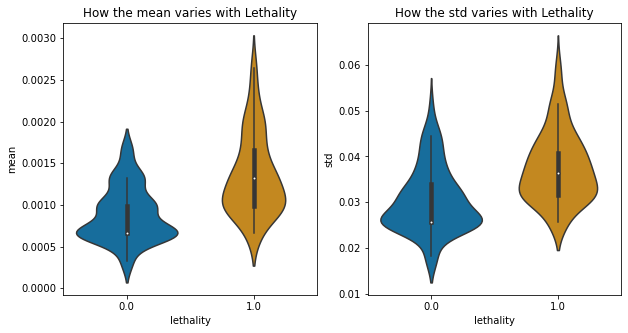 How the mean varies with Lethality
mean
0.0030
0.0025
0.0020
0.0015
0.0010
0.0005
0.0000
0.0
1.0
lethality
How the std varies with Lethality
std
0.06
0.05
0.04
0.03
0.02
0.01
0.0
1.0
lethality